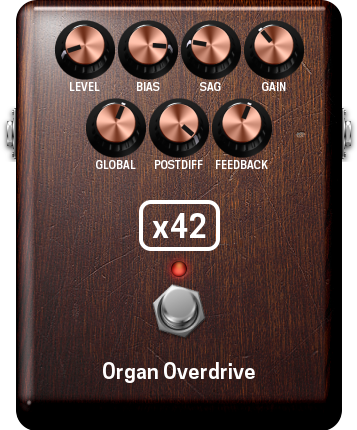 LEVEL BIAS SAG GAIN
GLOBAL POSTDIFF FEEDBACK
x42
Organ Overdrive